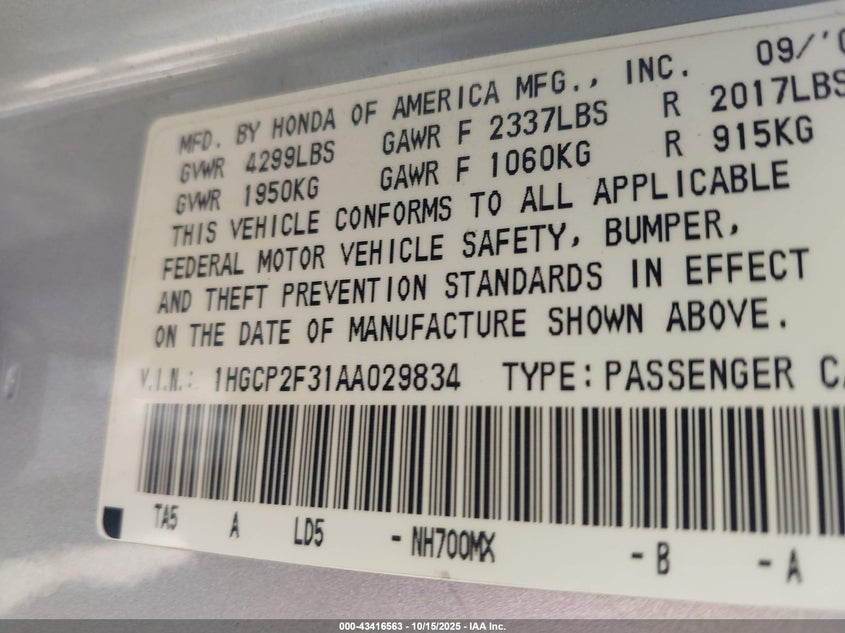 MFD. BY HONDA OF AMERICA MFG., INC. 09/'0
GVWR 4299LBS GAWR F 2337LBS R 2017LBS
GVWR 1950KG GAWR F 1060KG R 915KG
THIS VEHICLE CONFORMS TO ALL APPLICABLE
FEDERAL MOTOR VEHICLE SAFETY, BUMPER,
AND THEFT PREVENTION STANDARDS IN EFFECT
ON THE DATE OF MANUFACTURE SHOWN ABOVE.
V.I.N.: 1HGCP2F31AA029834 TYPE: PASSENGER CA
TA5 A LD5 - NH700MX - B - A
000-43416563 - 10/15/2025 - IAA Inc.